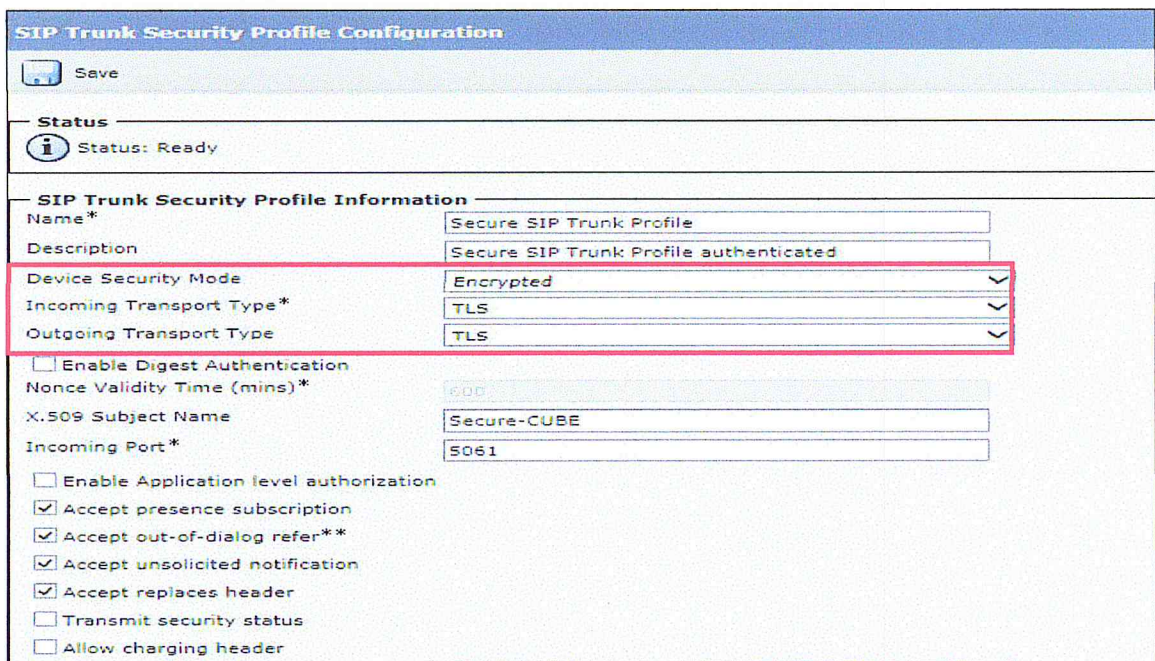 SIP Trunk Security Profile Configuration
Save
Status
Status: Ready
SIP Trunk Security Profile Information
Name* Secure SIP Trunk Profile
Description Secure SIP Trunk Profile authenticated
Device Security Mode Encrypted
Incoming Transport Type* TLS
Outgoing Transport Type TLS
Enable Digest Authentication
Nonce Validity Time (mins)* 600
X.509 Subject Name Secure-CUBE
Incoming Port* 5061
Enable Application level authorization
Accept presence subscription
Accept out-of-dialog refer**
Accept unsolicited notification
Accept replaces header
Transmit security status
Allow charging header